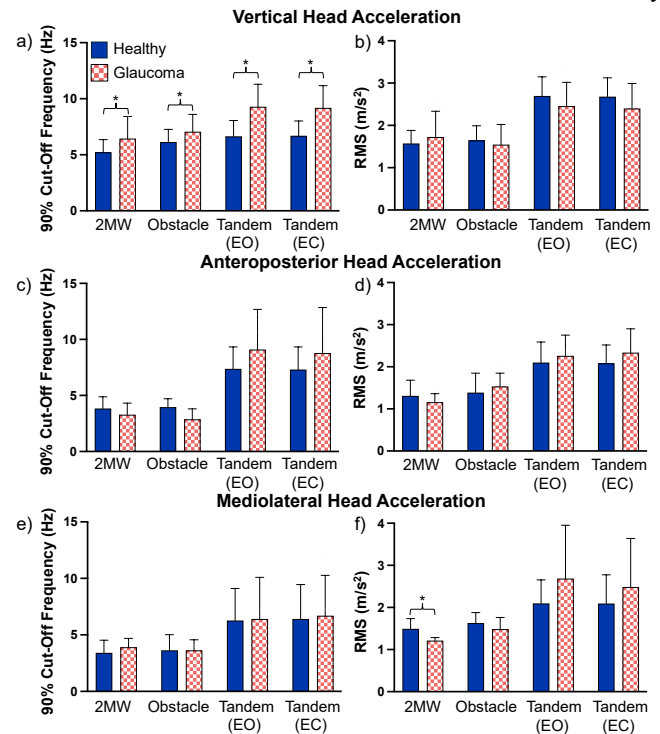 Vertical Head Acceleration
a)
90% Cut-Off Frequency (Hz)
15
10
5
0
Healthy
Glaucoma
*
*
*
*
2MW
Obstacle
Tandem
(EO)
Tandem
(EC)
b)
RMS (m/s²)
4
3
2
1
0
2MW
Obstacle
Tandem
(EO)
Tandem
(EC)
Anteroposterior Head Acceleration
c)
90% Cut-Off Frequency (Hz)
15
10
5
0
2MW
Obstacle
Tandem
(EO)
Tandem
(EC)
d)
RMS (m/s²)
4
3
2
1
0
2MW
Obstacle
Tandem
(EO)
Tandem
(EC)
Mediolateral Head Acceleration
e)
90% Cut-Off Frequency (Hz)
15
10
5
0
2MW
Obstacle
Tandem
(EO)
Tandem
(EC)
f)
RMS (m/s²)
4
3
2
1
0
*
2MW
Obstacle
Tandem
(EO)
Tandem
(EC)